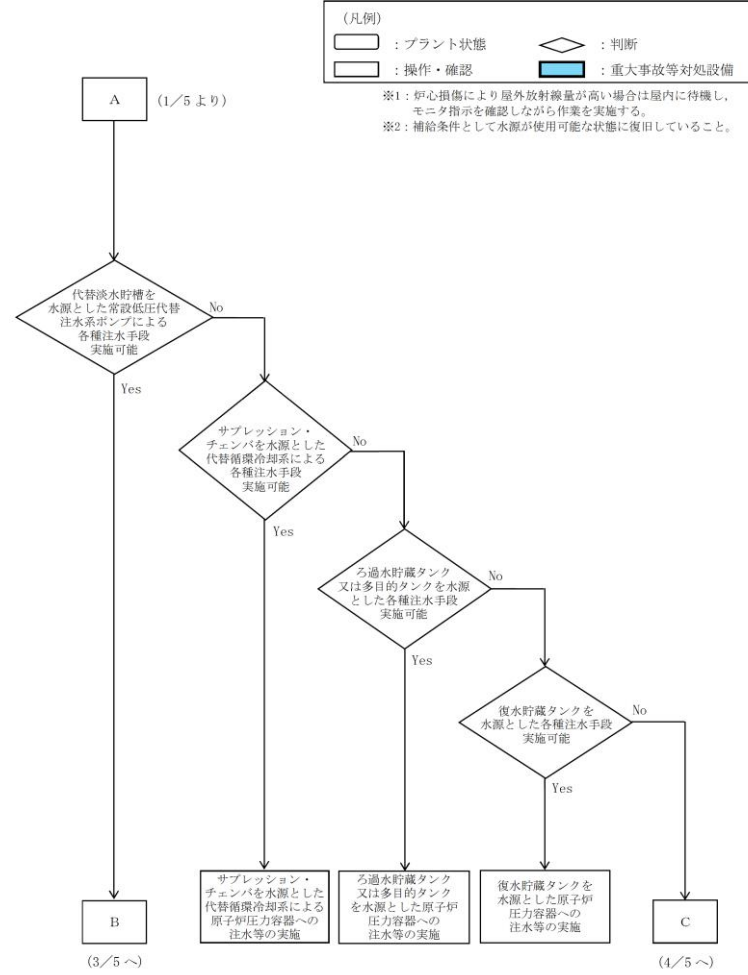 (凡例)
：プラント状態
：判断
：操作・確認
：重大事故等対処設備
※1：炉心損傷により屋外放射線量が高い場合は屋内に待機し，
モニタ指示を確認しながら作業を実施する。
※2：補給条件として水源が使用可能な状態に復旧していること。
A
(1／5 より)
代替淡水貯槽を
水源とした常設低圧代替
注水系ポンプによる
各種注水手段
実施可能
No
Yes
サプレッション・
チェンバを水源とした
代替循環冷却系による
各種注水手段
実施可能
No
Yes
ろ過水貯蔵タンク
又は多目的タンクを水源
とした各種注水手段
実施可能
No
Yes
復水貯蔵タンクを
水源とした各種注水手段
実施可能
No
Yes
B
(3／5 へ)
サプレッション・
チェンバを水源とした
代替循環冷却系による
原子炉圧力容器への
注水等の実施
ろ過水貯蔵タンク
又は多目的タンク
を水源とした原子炉
圧力容器への
注水等の実施
復水貯蔵タンクを
水源とした原子炉
圧力容器への
注水等の実施
C
(4／5 へ)